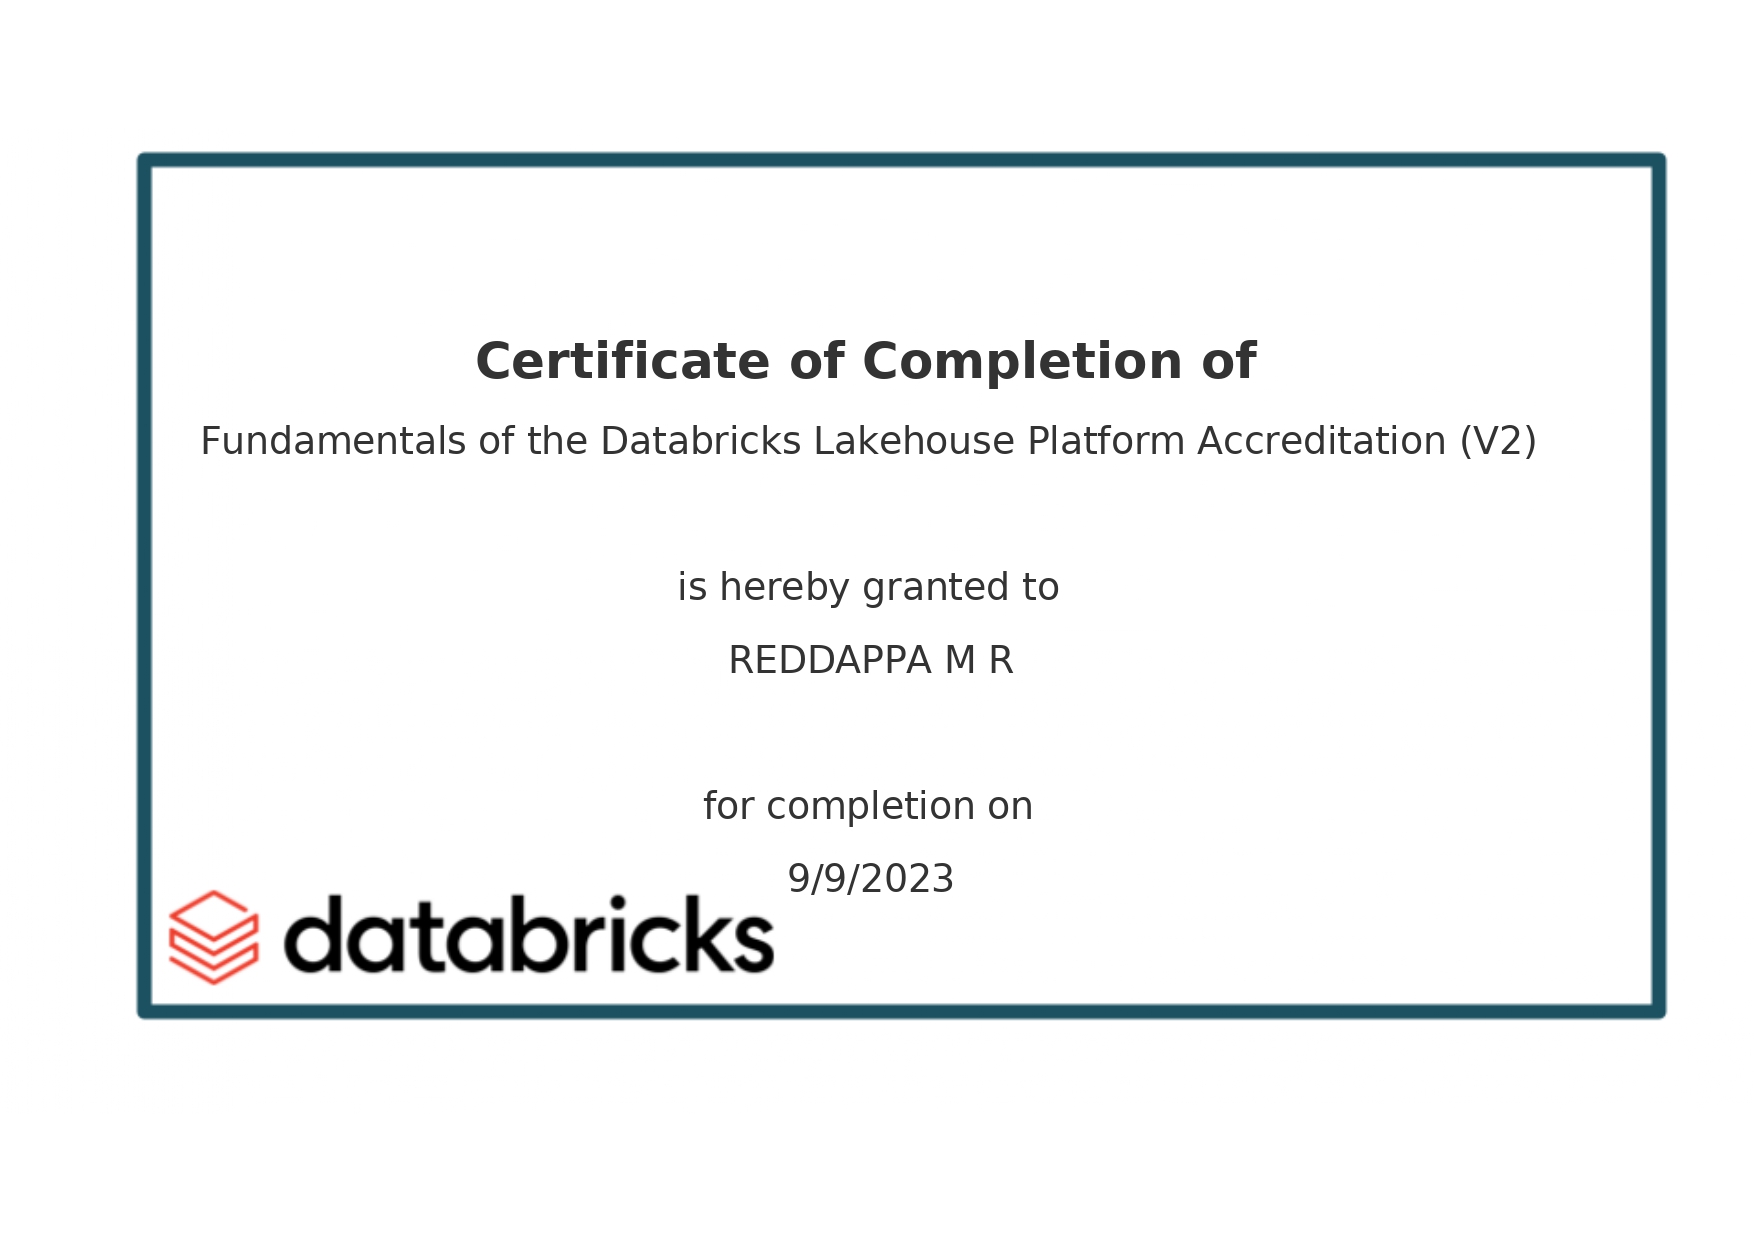 Certificate of Completion of
Fundamentals of the Databricks Lakehouse Platform Accreditation (V2)
is hereby granted to
REDDAPPA M R
for completion on
9/9/2023
databricks